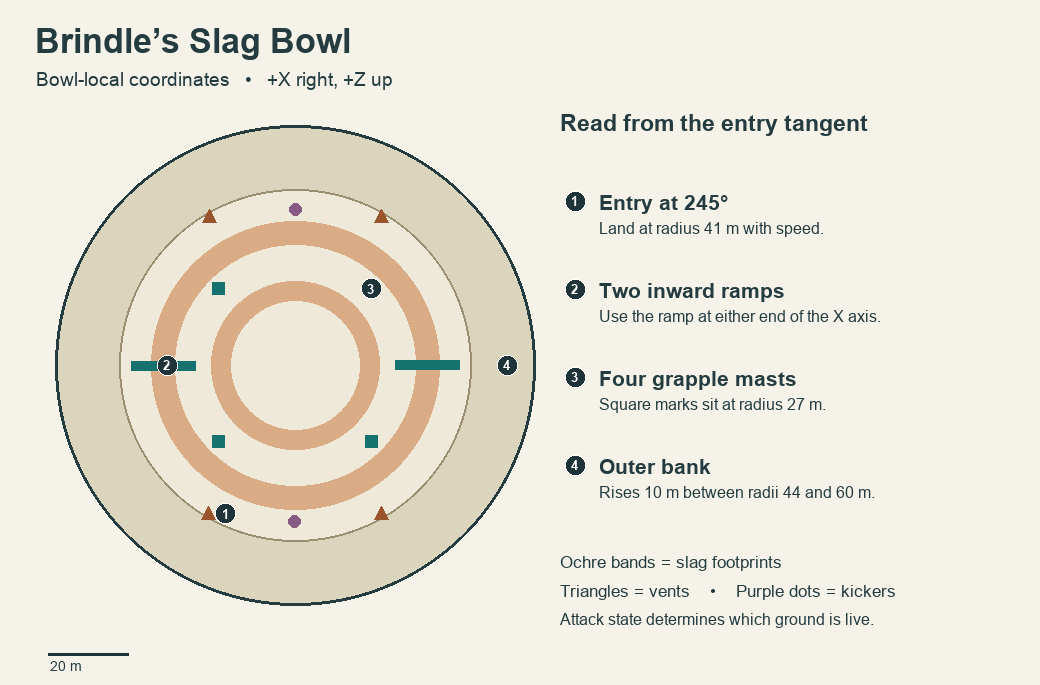 Brindle’s Slag Bowl
Bowl-local coordinates • +X right, +Z up
Read from the entry tangent
1 Entry at 245°
Land at radius 41 m with speed.
2 Two inward ramps
Use the ramp at either end of the X axis.
3 Four grapple masts
Square marks sit at radius 27 m.
4 Outer bank
Rises 10 m between radii 44 and 60 m.
3
2
4
1
Ochre bands = slag footprints
Triangles = vents • Purple dots = kickers
Attack state determines which ground is live.
20 m